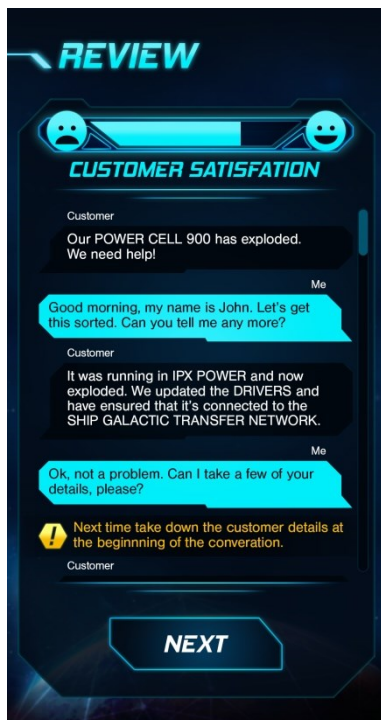 REVIEW
CUSTOMER SATISFATION
Customer
Our POWER CELL 900 has exploded.
We need help!
Me
Good morning, my name is John. Let's get
this sorted. Can you tell me any more?
Customer
It was running in IPX POWER and now
exploded. We updated the DRIVERS and
have ensured that it's connected to the
SHIP GALACTIC TRANSFER NETWORK.
Me
Ok, not a problem. Can I take a few of your
details, please?
! Next time take down the customer details at
the beginnning of the converation.
Customer
NEXT